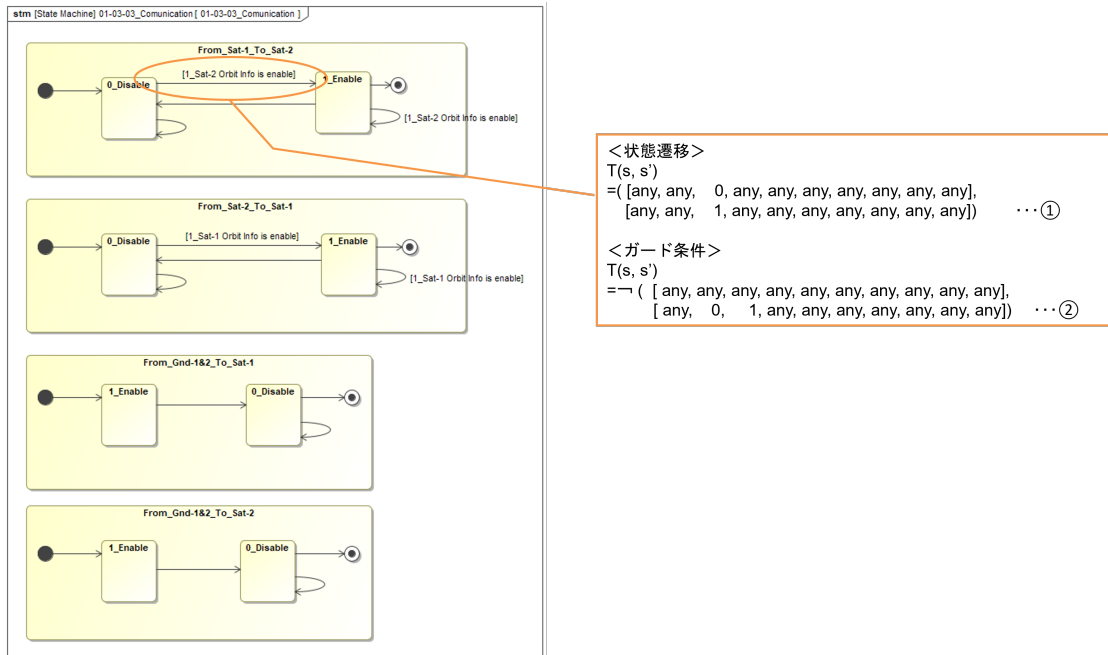 stm [State Machine] 01-03-03_Comunication [ 01-03-03_Comunication ]
From_Sat-1_To_Sat-2
0_Disable
[1_Sat-2 Orbit Info is enable]
1_Enable
[1_Sat-2 Orbit Info is enable]
From_Sat-2_To_Sat-1
0_Disable
[1_Sat-1 Orbit Info is enable]
1_Enable
[1_Sat-1 Orbit Info is enable]
From_Gnd-1&2_To_Sat-1
1_Enable
0_Disable
From_Gnd-1&2_To_Sat-2
1_Enable
0_Disable
＜状態遷移＞
T(s, s’)
=( [any, any, 0, any, any, any, any, any, any, any],
[any, any, 1, any, any, any, any, any, any, any]) ･･･①
＜ガード条件＞
T(s, s’)
=￢ ( [ any, any, any, any, any, any, any, any, any, any],
[ any, 0, 1, any, any, any, any, any, any, any]) ･･･②